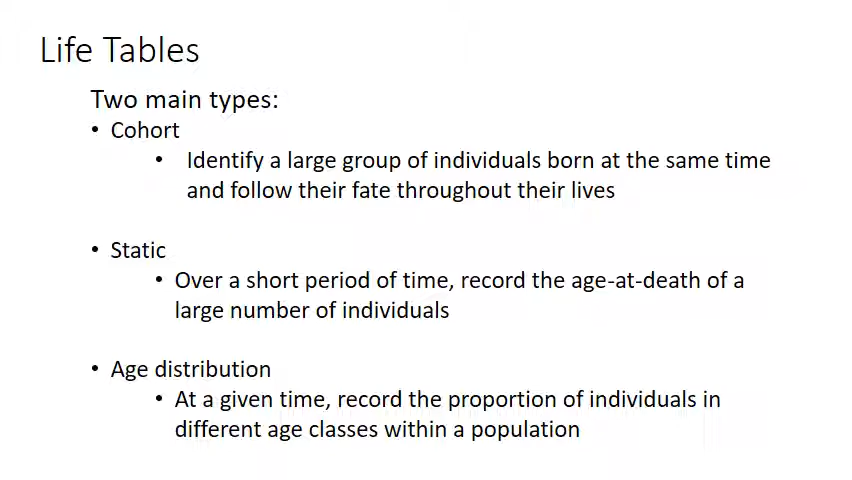 Life Tables
Two main types:
• Cohort
• Identify a large group of individuals born at the same time
and follow their fate throughout their lives
• Static
• Over a short period of time, record the age-at-death of a
large number of individuals
• Age distribution
• At a given time, record the proportion of individuals in
different age classes within a population